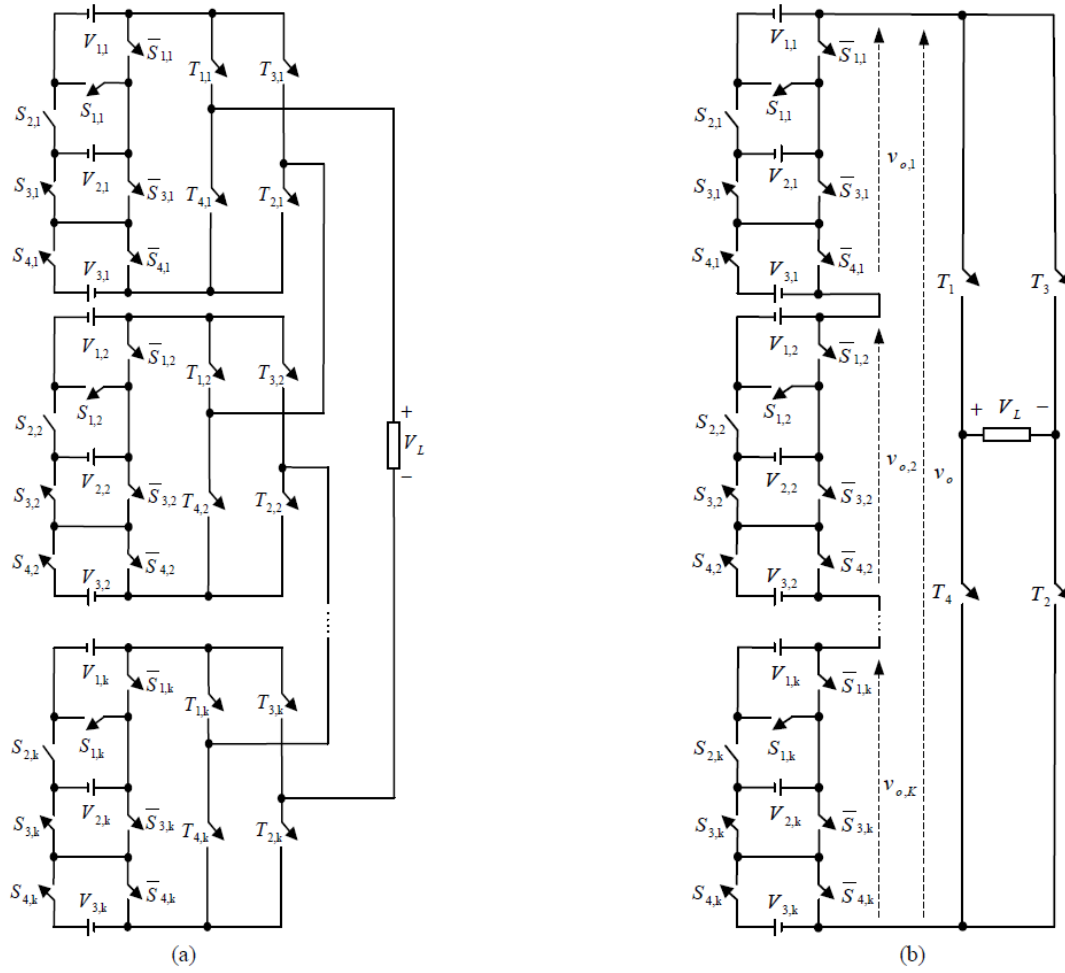 V1,1
S̅1,1
T1,1
T3,1
S1,1
S2,1
V2,1
S3,1
S̅3,1
T4,1
T2,1
S4,1
S̅4,1
V3,1
V1,2
S̅1,2
T1,2
T3,2
S1,2
S2,2
V2,2
S3,2
S̅3,2
T4,2
T2,2
S4,2
S̅4,2
V3,2
+
VL
−
V1,k
S̅1,k
T1,k
T3,k
S1,k
S2,k
V2,k
S3,k
S̅3,k
T4,k
T2,k
S4,k
S̅4,k
V3,k
(a)
V1,1
S̅1,1
S1,1
S2,1
V2,1
S3,1
S̅3,1
S4,1
S̅4,1
V3,1
vo,1
V1,2
S̅1,2
S1,2
S2,2
V2,2
S3,2
S̅3,2
S4,2
S̅4,2
V3,2
vo,2
vo
T1
T3
+ VL −
T4
T2
V1,k
S̅1,k
S1,k
S2,k
V2,k
S3,k
S̅3,k
S4,k
S̅4,k
V3,k
vo,K
(b)